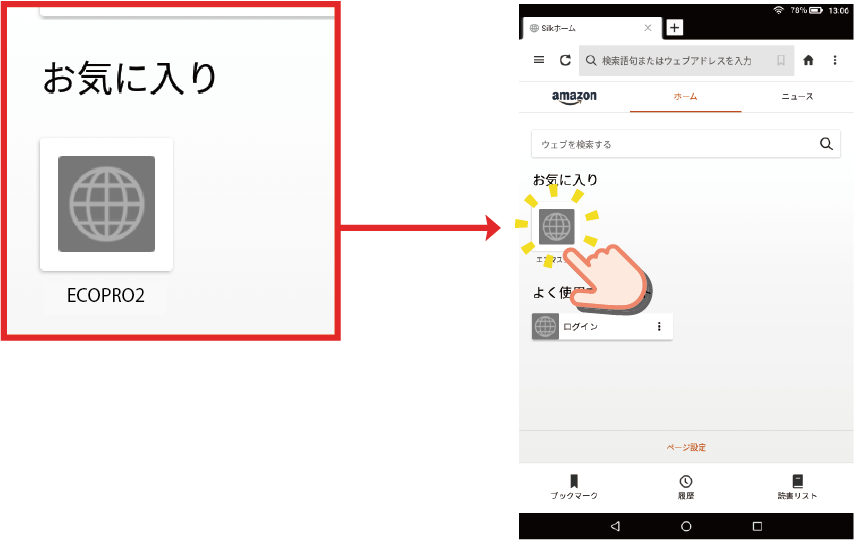 お気に入り
ECOPRO2
78% 13:06
Silkホーム
検索語句またはウェブアドレスを入力
amazon
ホーム
ニュース
ウェブを検索する
お気に入り
よく使用
ログイン
ページ設定
ブックマーク
履歴
読書リスト